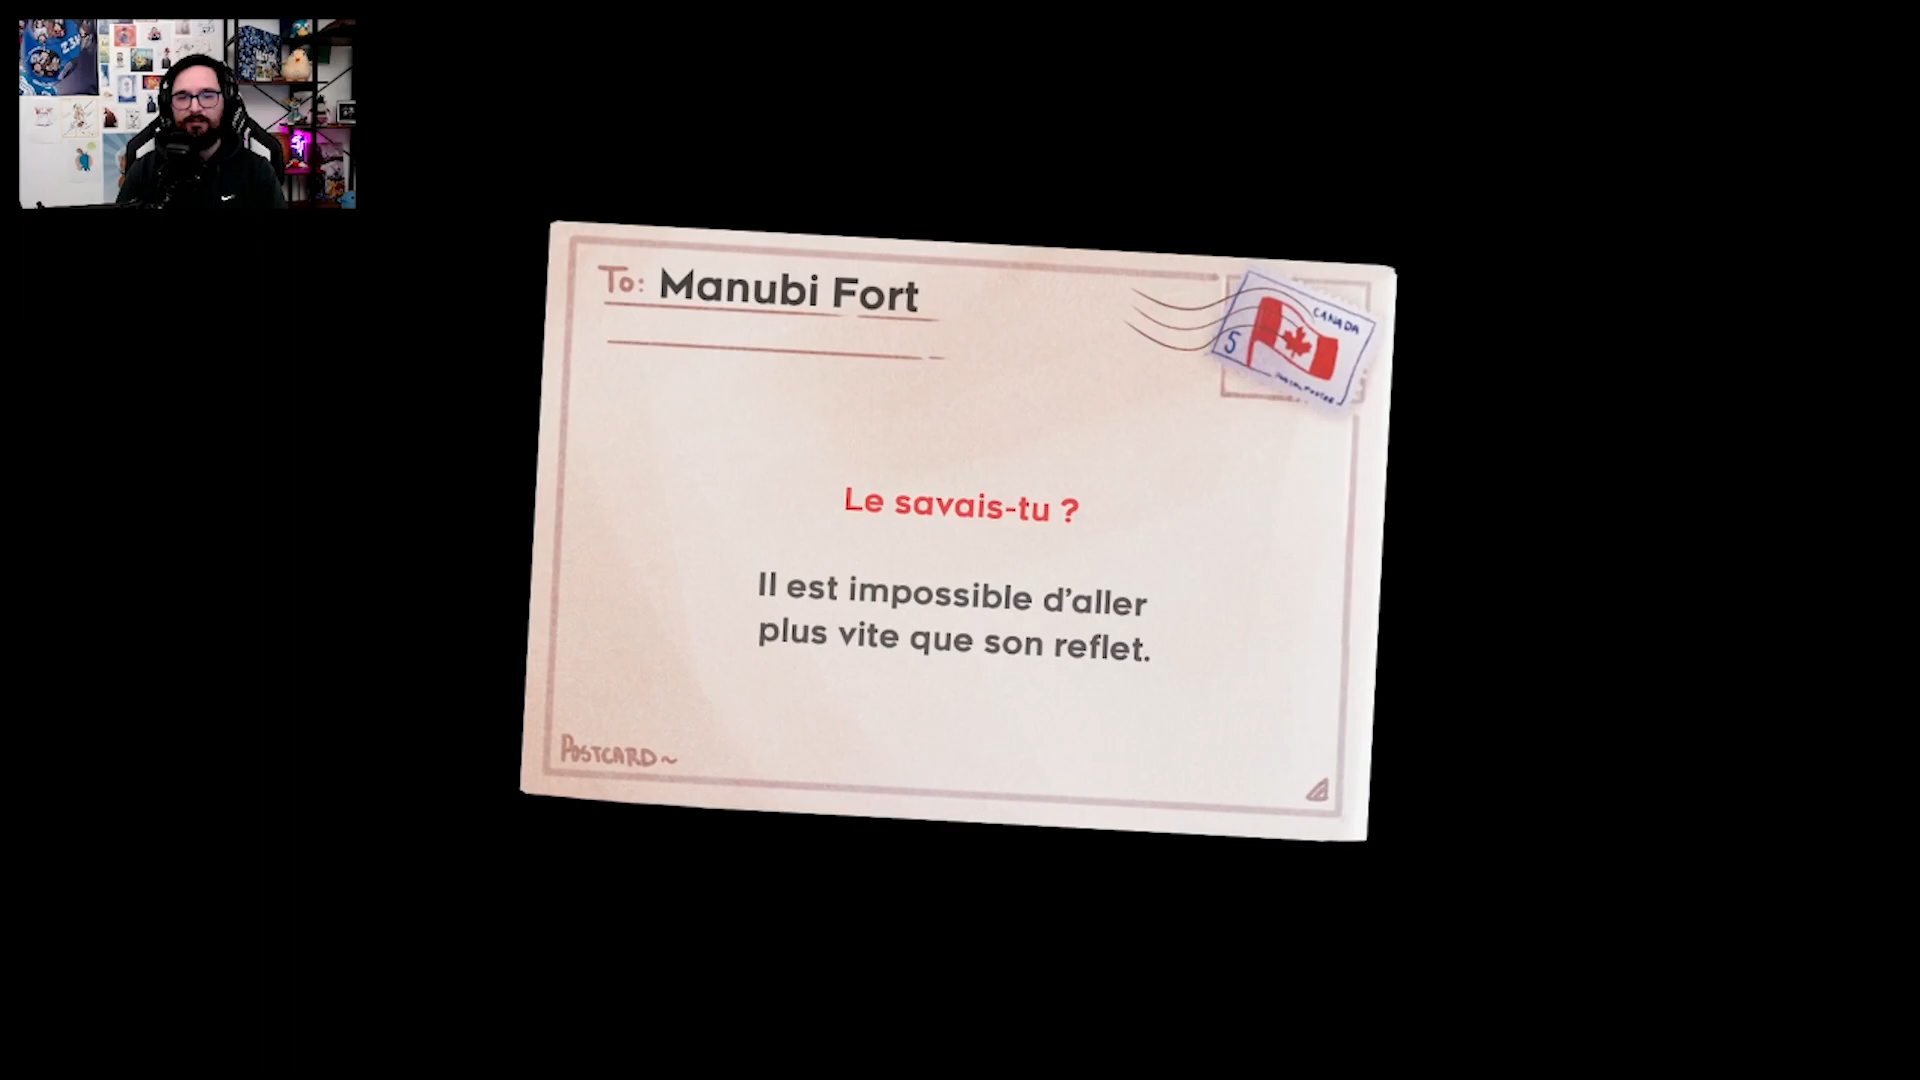 To: Manubi Fort
CANADA
5
Le savais-tu ?
Il est impossible d’aller
plus vite que son reflet.
POSTCARD~